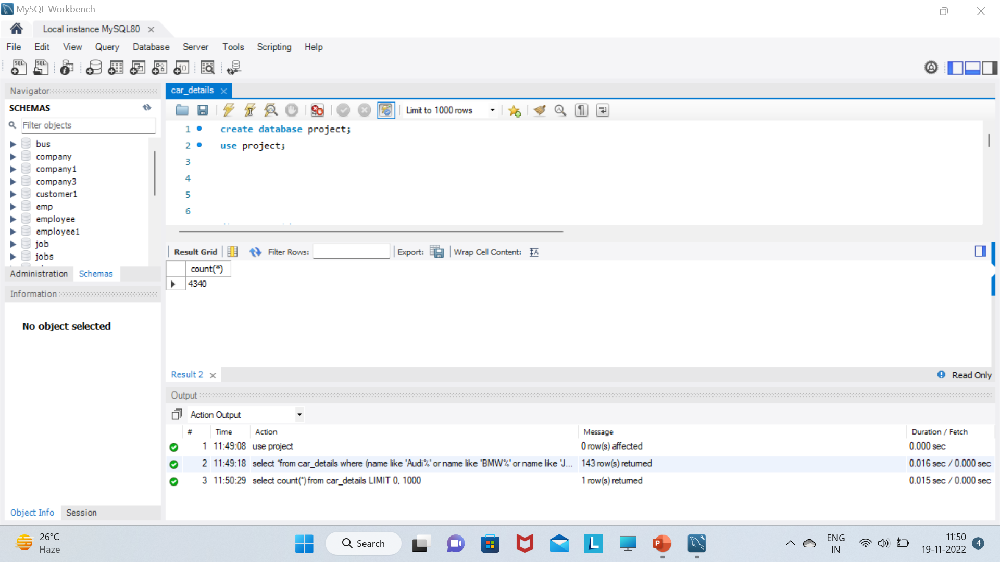 MySQL Workbench
Local instance MySQL80
File Edit View Query Database Server Tools Scripting Help
Navigator
SCHEMAS
Filter objects
bus
company
company1
company3
customer1
emp
employee
employee1
job
jobs
Administration Schemas
Information
No object selected
Object Info Session
car_details
Limit to 1000 rows
1 create database project;
2 use project;
3
4
5
6
Result Grid Filter Rows: Export: Wrap Cell Content:
count(*)
4340
Result 2
Read Only
Output
Action Output
# Time Action Message Duration / Fetch
1 11:49:08 use project 0 row(s) affected 0.000 sec
2 11:49:18 select *from car_details where (name like 'Audi%' or name like 'BMW%' or name like 'J... 143 row(s) returned 0.016 sec / 0.000 sec
3 11:50:29 select count(*) from car_details LIMIT 0, 1000 1 row(s) returned 0.015 sec / 0.000 sec
26°C
Haze
Search
ENG
IN
11:50
19-11-2022
4